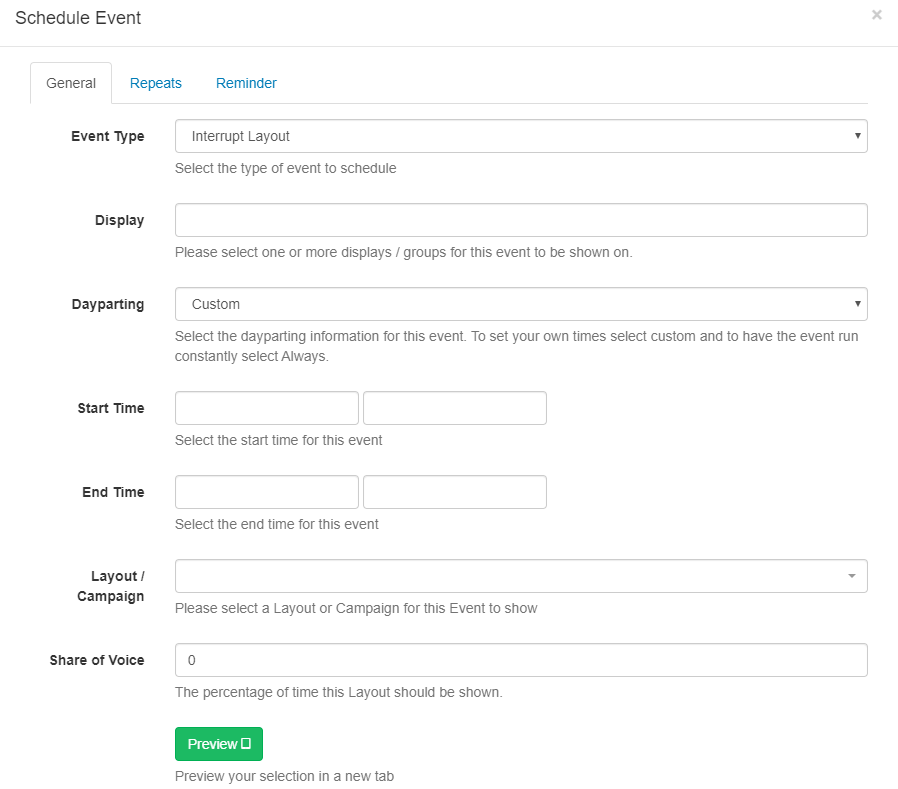 Schedule Event ×
General Repeats Reminder
Event Type Interrupt Layout
Select the type of event to schedule
Display
Please select one or more displays / groups for this event to be shown on.
Dayparting Custom
Select the dayparting information for this event. To set your own times select custom and to have the event run
constantly select Always.
Start Time
Select the start time for this event
End Time
Select the end time for this event
Layout /
Campaign
Please select a Layout or Campaign for this Event to show
Share of Voice 0
The percentage of time this Layout should be shown.
Preview
Preview your selection in a new tab